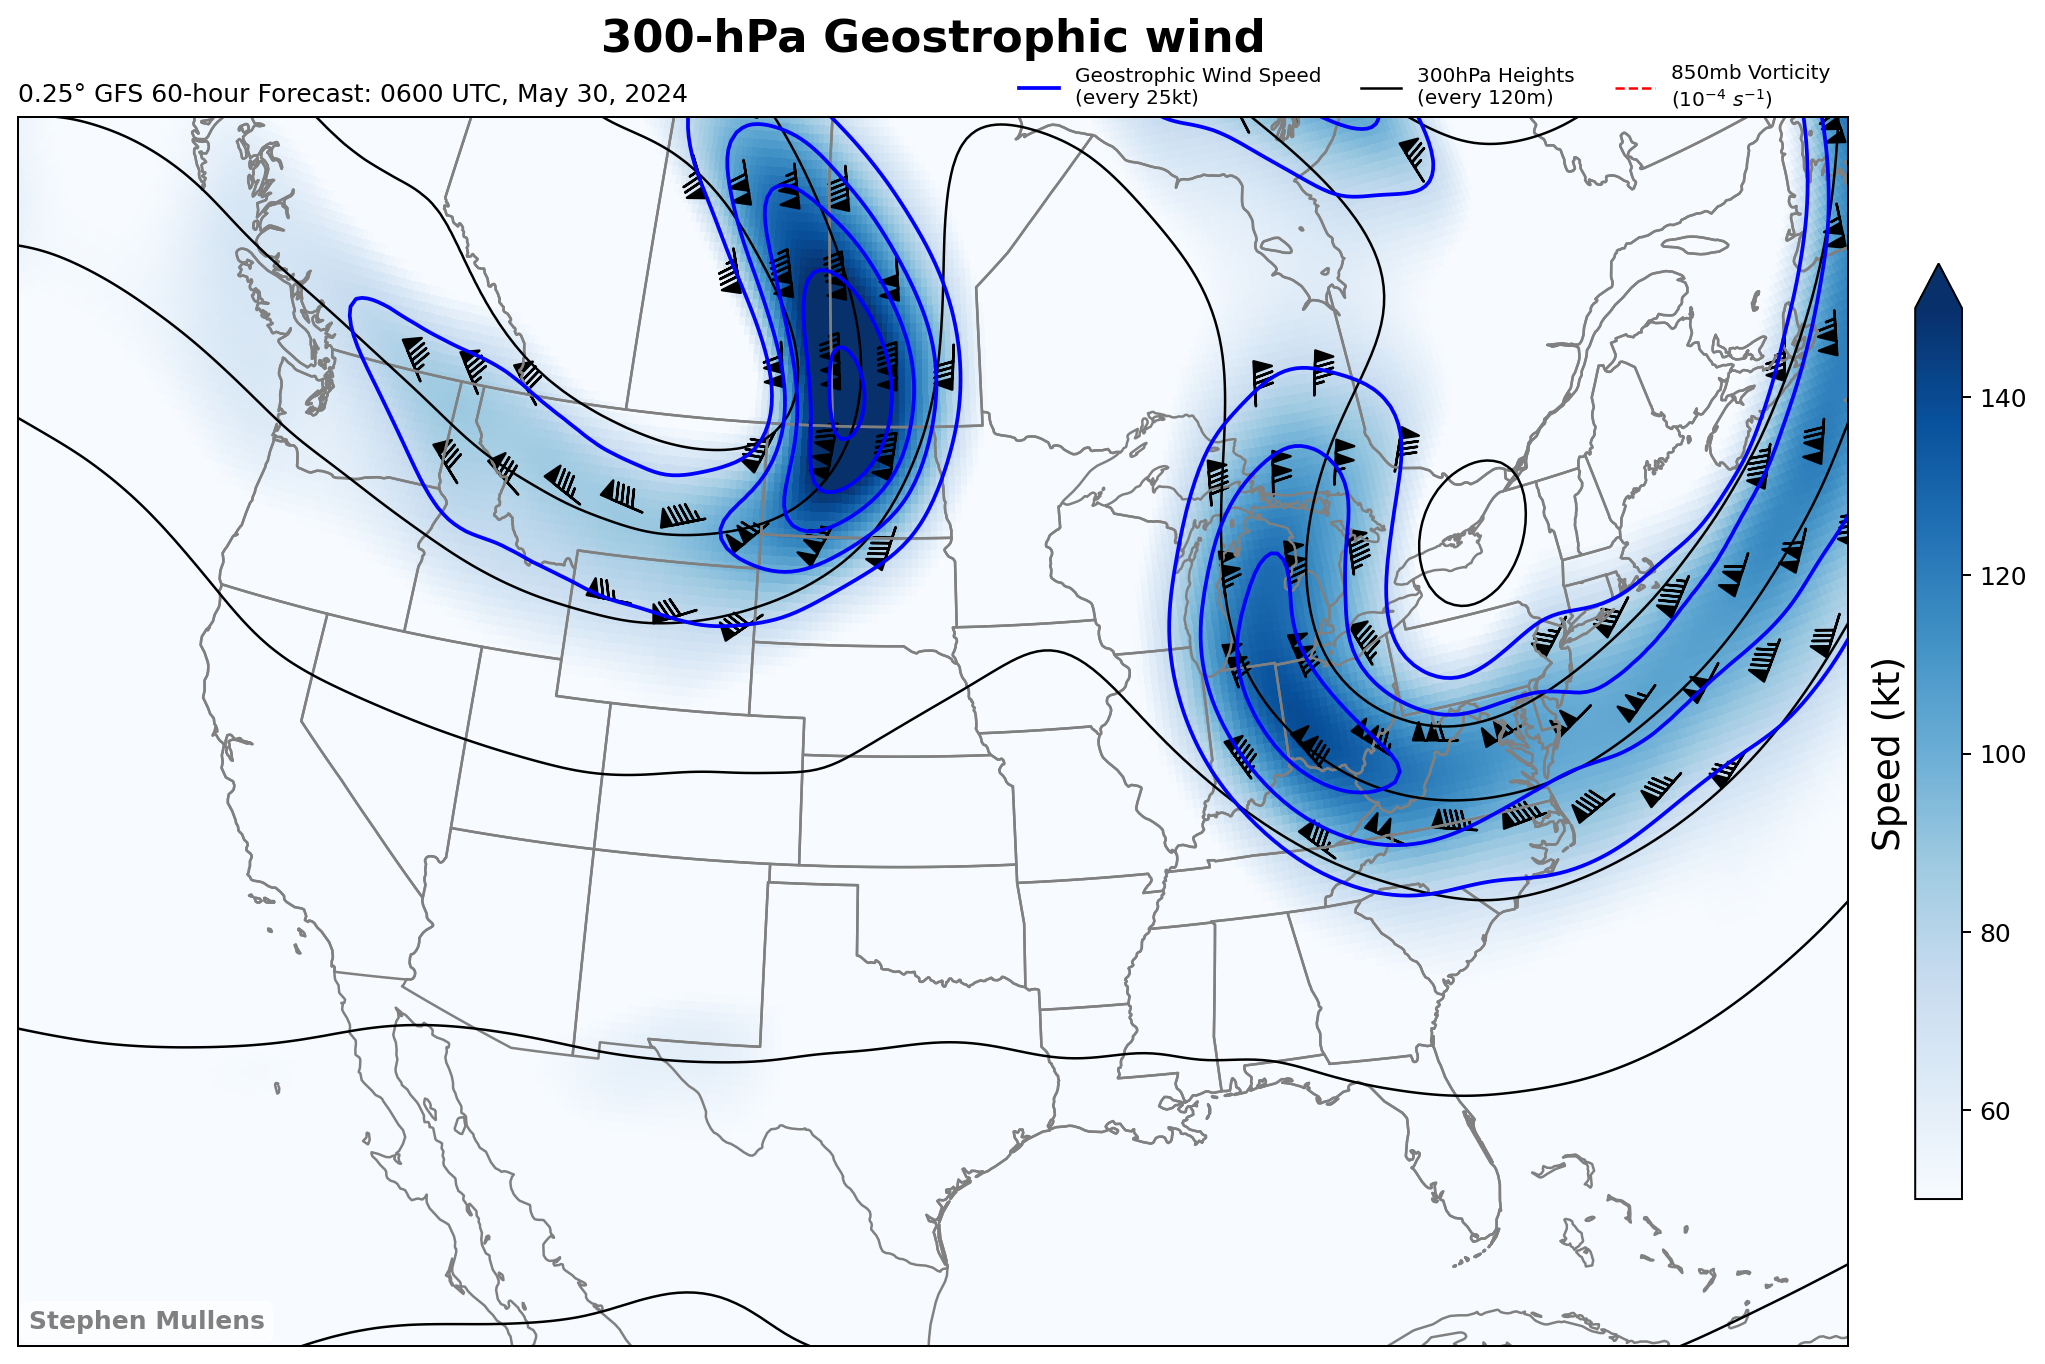 300-hPa Geostrophic wind
0.25° GFS 60-hour Forecast: 0600 UTC, May 30, 2024
Geostrophic Wind Speed
(every 25kt)
300hPa Heights
(every 120m)
850mb Vorticity
(10⁻⁴ s⁻¹)
140
120
100
80
60
Speed (kt)
Stephen Mullens